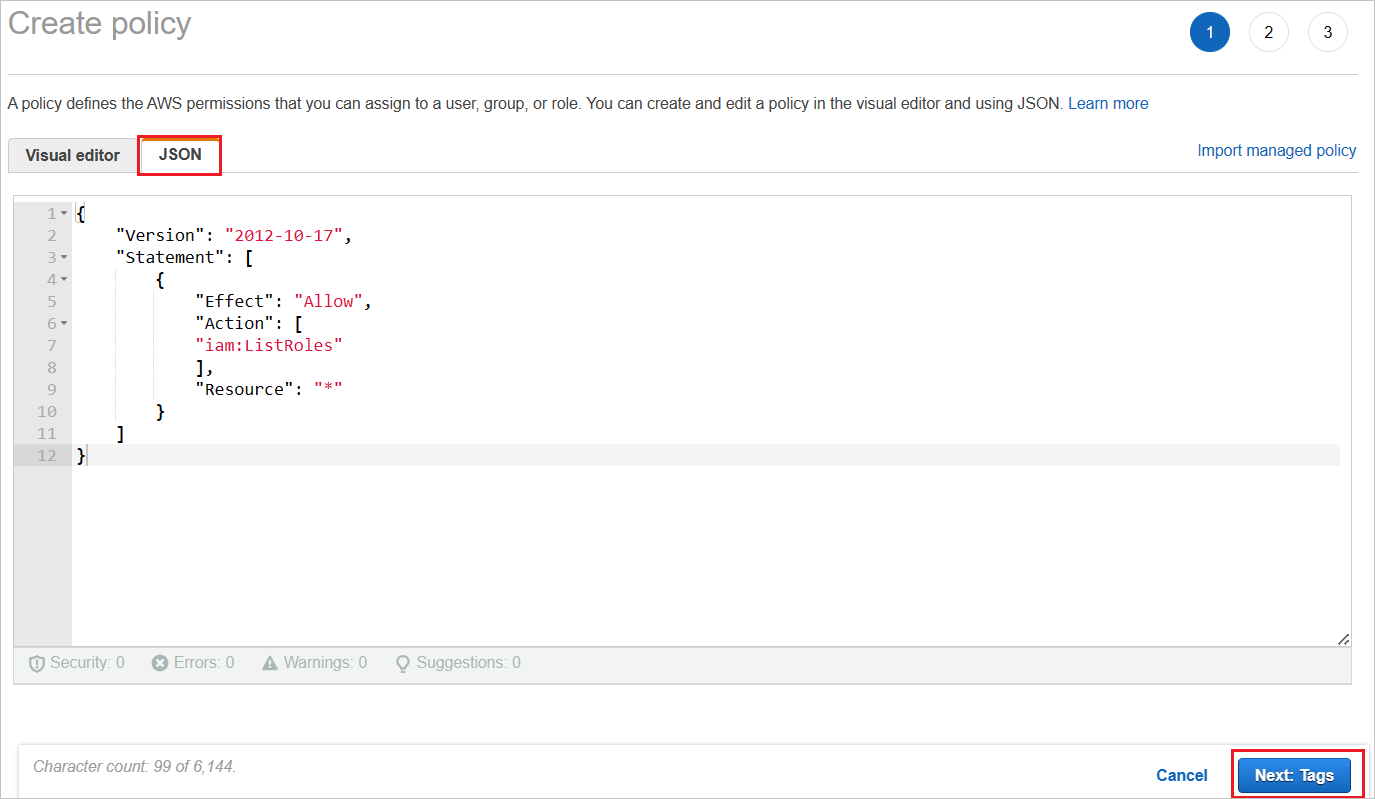 Create policy
1 2 3
A policy defines the AWS permissions that you can assign to a user, group, or role. You can create and edit a policy in the visual editor and using JSON. Learn more
Visual editor JSON Import managed policy
1 {
2 "Version": "2012-10-17",
3 "Statement": [
4 {
5 "Effect": "Allow",
6 "Action": [
7 "iam:ListRoles"
8 ],
9 "Resource": "*"
10 }
11 ]
12 }
Security: 0 Errors: 0 Warnings: 0 Suggestions: 0
Character count: 99 of 6,144.
Cancel Next: Tags